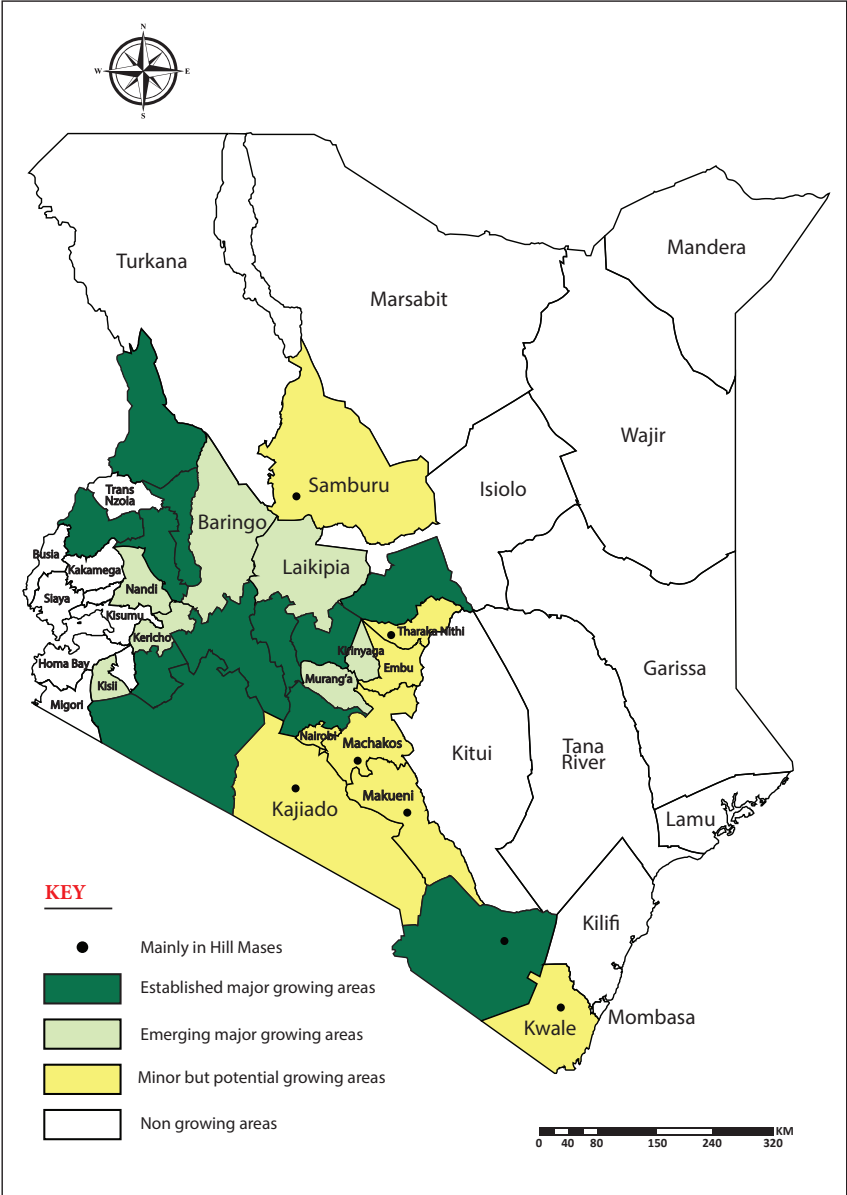 N
W
E
S
Turkana
Marsabit
Mandera
Wajir
Samburu
Isiolo
Trans
Nzoia
Baringo
Busia
Kakamega
Laikipia
Nandi
Siaya
Kisumu
Kericho
Tharaka Nithi
Kirinyaga
Embu
Homa Bay
Kisii
Murang'a
Garissa
Migori
Nairobi
Machakos
Kitui
Tana
River
Makueni
Kajiado
Lamu
Kilifi
Mombasa
Kwale
KEY
Mainly in Hill Mases
Established major growing areas
Emerging major growing areas
Minor but potential growing areas
Non growing areas
KM
0 40 80 150 240 320